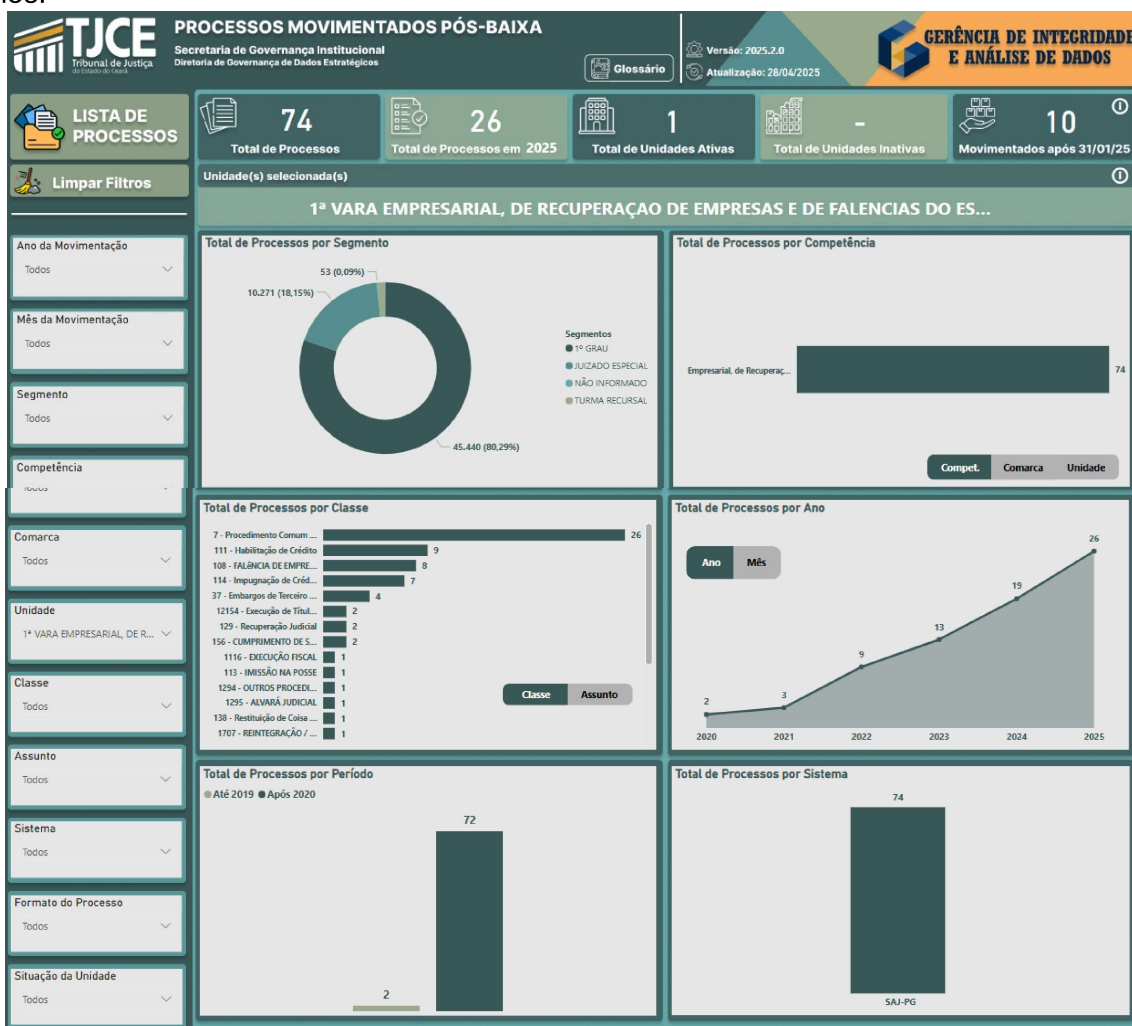 TJCE
Tribunal de Justiça
do Estado do Ceará
PROCESSOS MOVIMENTADOS PÓS-BAIXA
Secretaria de Governança Institucional
Diretoria de Governança de Dados Estratégicos
Glossário
Versão: 2025.2.0
Atualização: 28/04/2025
GERÊNCIA DE INTEGRIDADE
E ANÁLISE DE DADOS
LISTA DE
PROCESSOS
74
Total de Processos
26
Total de Processos em 2025
1
Total de Unidades Ativas
-
Total de Unidades Inativas
10
Movimentados após 31/01/25
Limpar Filtros
Unidade(s) selecionada(s)
1ª VARA EMPRESARIAL, DE RECUPERAÇAO DE EMPRESAS E DE FALENCIAS DO ES...
Ano da Movimentação
Todos
Mês da Movimentação
Todos
Segmento
Todos
Competência
Todos
Comarca
Todos
Unidade
1ª VARA EMPRESARIAL, DE R...
Classe
Todos
Assunto
Todos
Sistema
Todos
Formato do Processo
Todos
Situação da Unidade
Todos
Total de Processos por Segmento
53 (0,09%)
10.271 (18,15%)
45.440 (80,29%)
Segmentos
1º GRAU
JUIZADO ESPECIAL
NÃO INFORMADO
TURMA RECURSAL
Total de Processos por Competência
Empresarial, de Recuperaç...
74
Compet. Comarca Unidade
Total de Processos por Classe
7 - Procedimento Comum ... 26
111 - Habilitação de Crédito 9
108 - FALêNCIA DE EMPRE... 8
114 - Impugnação de Créd... 7
37 - Embargos de Terceiro ... 4
12154 - Execução de Títul... 2
129 - Recuperação Judicial 2
156 - CUMPRIMENTO DE S... 2
1116 - EXECUÇÃO FISCAL 1
113 - IMISSÃO NA POSSE 1
1294 - OUTROS PROCEDI... 1
1295 - ALVARÁ JUDICIAL 1
138 - Restituição de Coisa ... 1
1707 - REINTEGRAÇÃO / ... 1
Classe Assunto
Total de Processos por Ano
Ano Mês
2 3 9 13 19 26
2020 2021 2022 2023 2024 2025
Total de Processos por Período
Até 2019 Após 2020
72
2
Total de Processos por Sistema
74
SAJ-PG